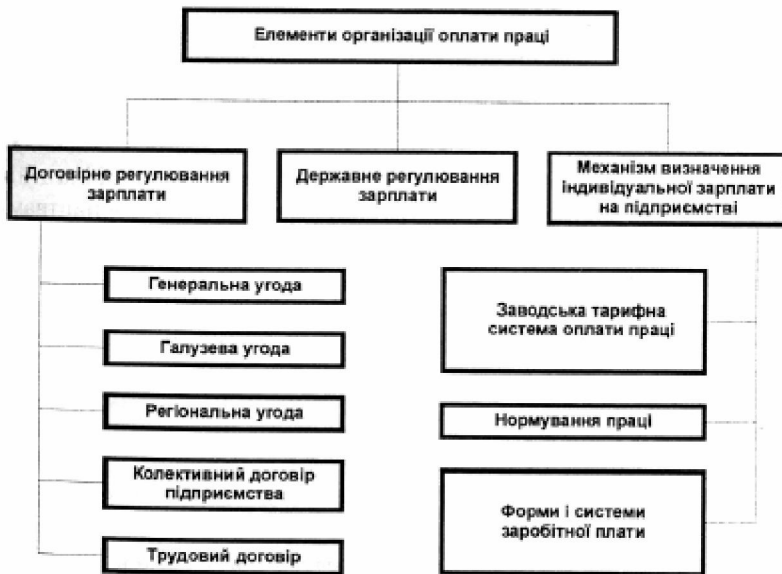 Елементи організації оплати праці
Договірне регулювання
зарплати
Державне регулювання
зарплати
Механізм визначення
індивідуальної зарплати
на підприємстві
Генеральна угода
Галузева угода
Регіональна угода
Колективний договір
підприємства
Трудовий договір
Заводська тарифна
система оплати праці
Нормування праці
Форми і системи
заробітної плати